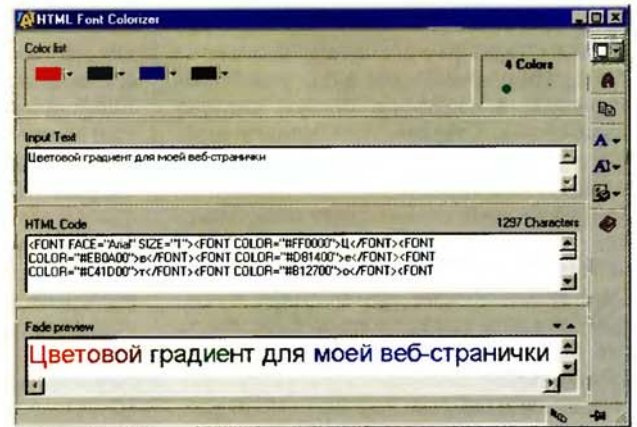 HTML Font Colorizer
Color list
4 Colors
Input Text
Цветовой градиент для моей веб-странички
HTML Code
1297 Characters
<FONT FACE="Arial" SIZE="1"><FONT COLOR="#FF0000">Ц</FONT><FONT
COLOR="#EB0A00">в</FONT><FONT COLOR="#D81400">е</FONT><FONT
COLOR="#C41D00">т</FONT><FONT COLOR="#B12700">о</FONT><FONT
Fade preview
Цветовой градиент для моей веб-странички